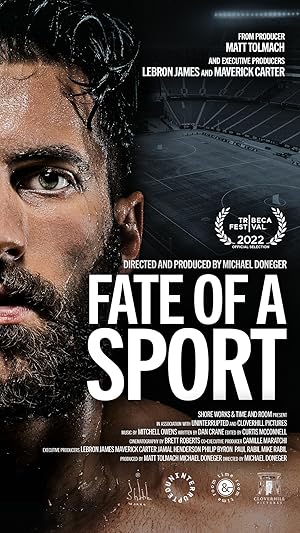 FROM PRODUCER
MATT TOLMACH
AND EXECUTIVE PRODUCERS
LEBRON JAMES AND MAVERICK CARTER
TRIBECA
FESTIVAL
2022
OFFICIAL SELECTION
DIRECTED AND PRODUCED BY MICHAEL DONEGER
FATE OF A
SPORT
SHORE WORKS & TIME AND ROOM PRESENT
IN ASSOCIATION WITH UNINTERRUPTED AND CLOVERHILL PICTURES
MUSIC BY MITCHELL OWENS WRITTEN BY DAN CRANE EDITED BY CURTIS MCCONNELL
CINEMATOGRAPHY BY BRETT ROBERTS CO-EXECUTIVE PRODUCER CAMILLE MARATCHI
EXECUTIVE PRODUCERS LEBRON JAMES MAVERICK CARTER JAMAL HENDERSON PHILIP BYRON PAUL RABIL MIKE RABIL
PRODUCED BY MATT TOLMACH MICHAEL DONEGER DIRECTED BY MICHAEL DONEGER
UNINTERRUPTED
time room
&
CLOVERHILL
PICTURES